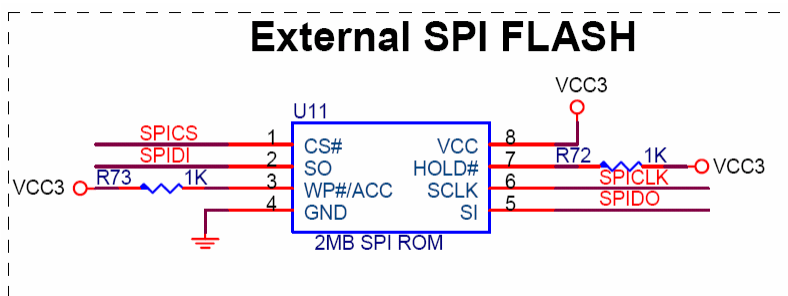 External SPI FLASH
VCC3
U11
SPICS 1 CS# VCC 8
SPIDI 2 SO HOLD# 7 R72 1K VCC3
VCC3 R73 1K 3 WP#/ACC SCLK 6 SPICLK
4 GND SI 5 SPIDO
2MB SPI ROM